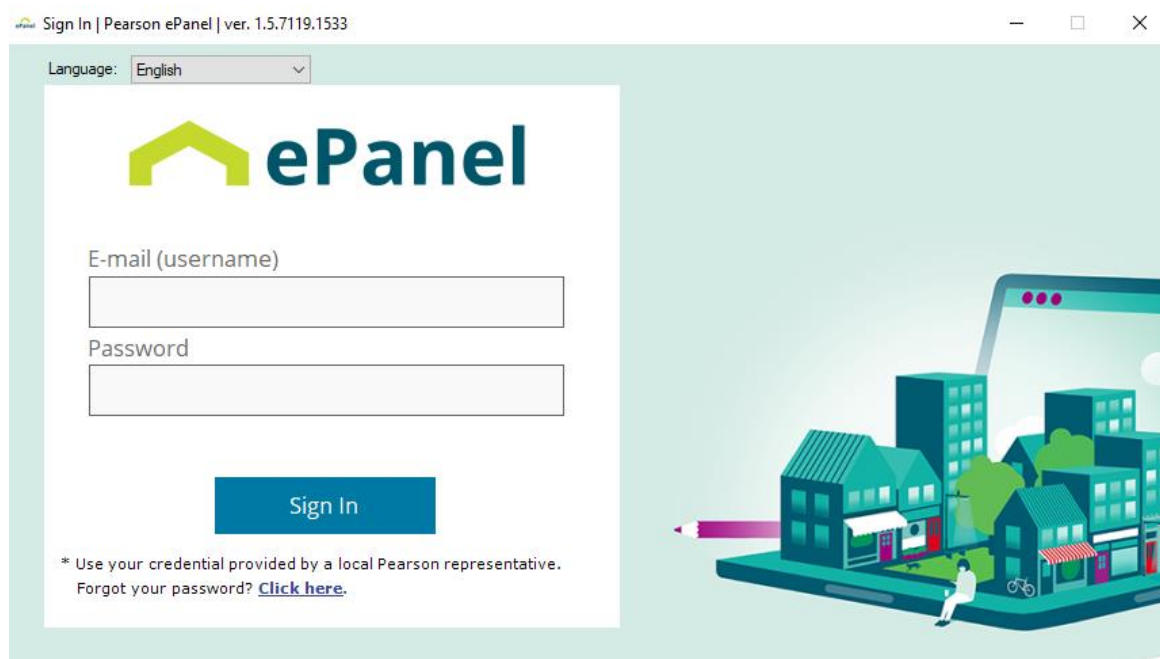 Sign In | Pearson ePanel | ver. 1.5.7119.1533
Language: English
ePanel
E-mail (username)
Password
Sign In
* Use your credential provided by a local Pearson representative.
Forgot your password? Click here.